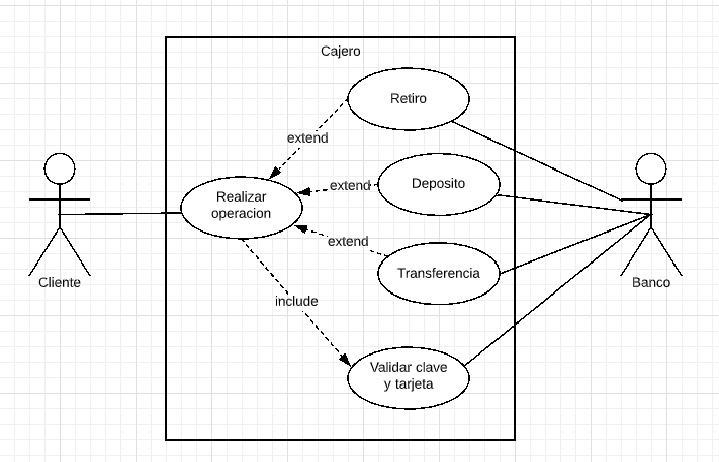 Cajero
Retiro
extend
Realizar
operacion
extend
Deposito
extend
Transferencia
Cliente
Banco
include
Validar clave
y tarjeta